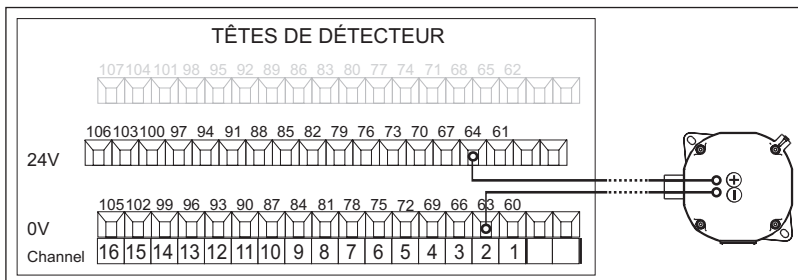 TÊTES DE DÉTECTEUR
107 104 101 98 95 92 89 86 83 80 77 74 71 68 65 62
106 103 100 97 94 91 88 85 82 79 76 73 70 67 64 61
24V
105 102 99 96 93 90 87 84 81 78 75 72 69 66 63 60
0V
Channel 16 15 14 13 12 11 10 9 8 7 6 5 4 3 2 1
+
−